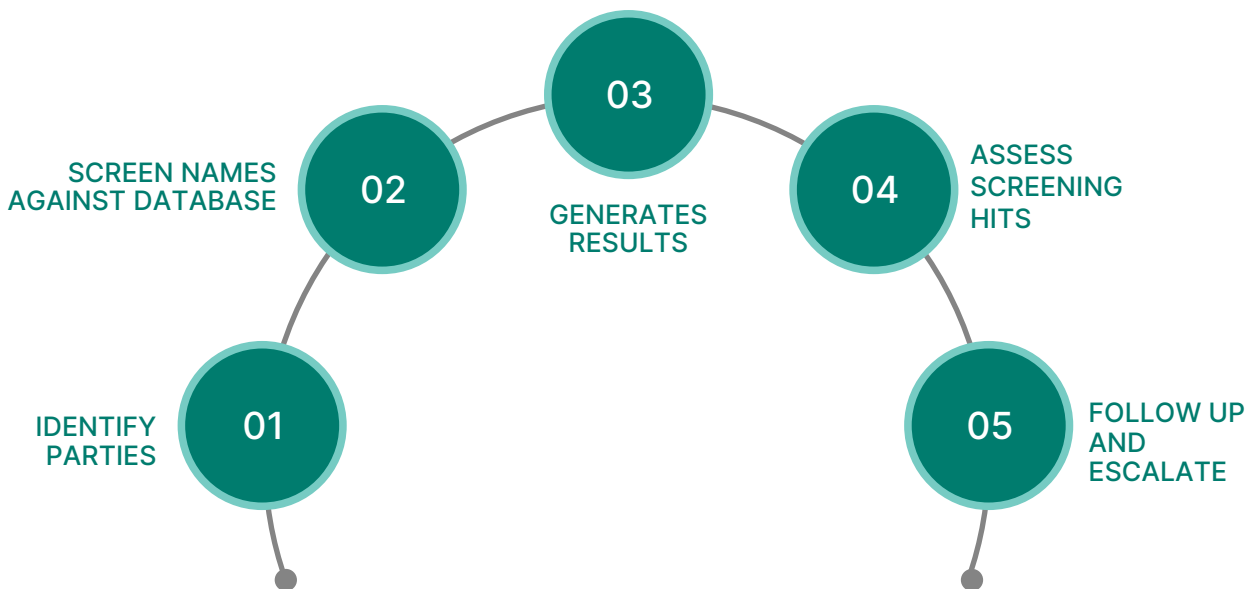 01
IDENTIFY
PARTIES
02
SCREEN NAMES
AGAINST DATABASE
03
GENERATES
RESULTS
04
ASSESS
SCREENING
HITS
05
FOLLOW UP
AND
ESCALATE